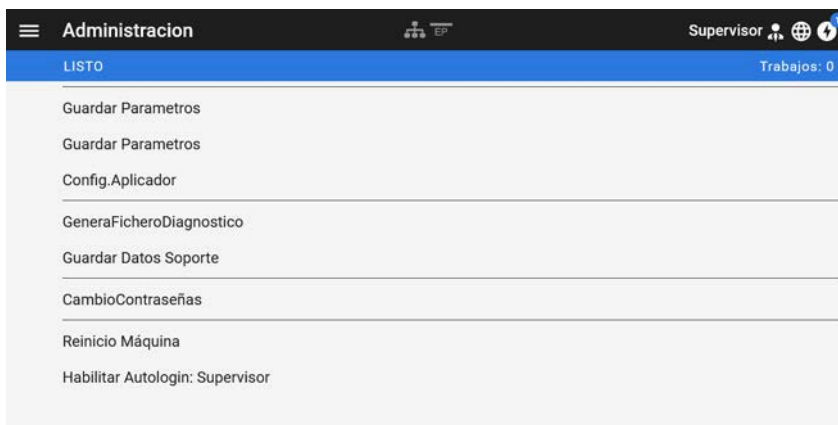 Administracion
EP
Supervisor
LISTO
Trabajos: 0
Guardar Parametros
Guardar Parametros
Config.Aplicador
GeneraFicheroDiagnostico
Guardar Datos Soporte
CambioContraseñas
Reinicio Máquina
Habilitar Autologin: Supervisor